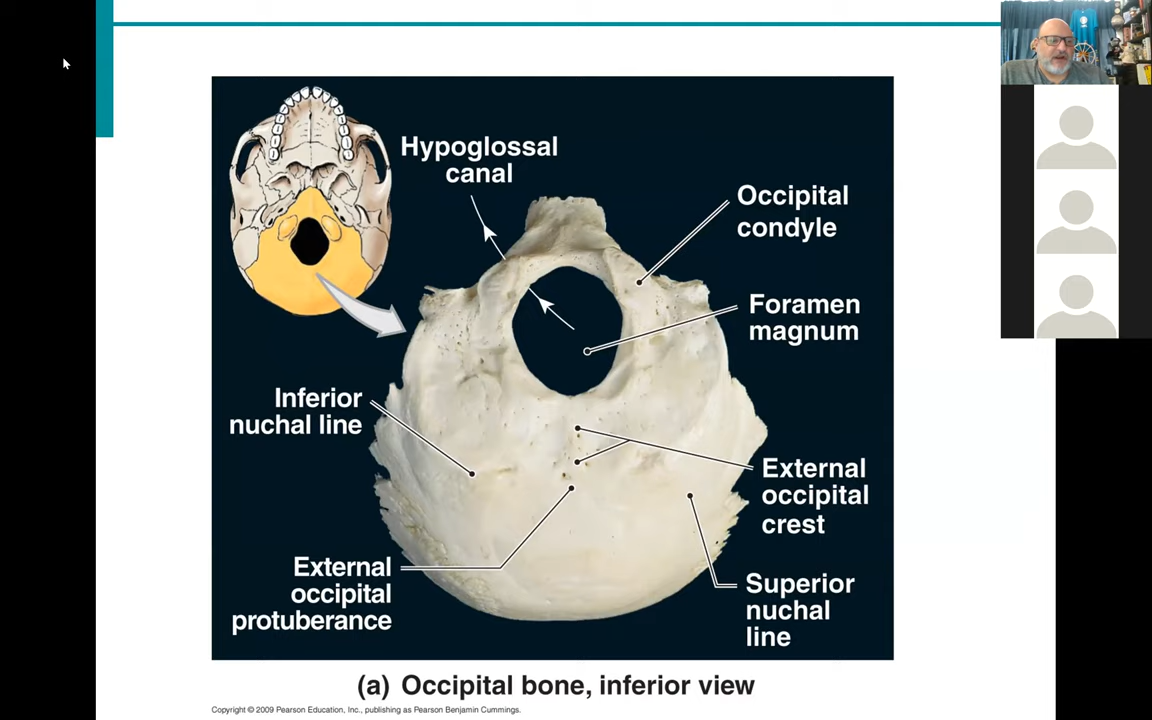 Hypoglossal
canal
Occipital
condyle
Foramen
magnum
Inferior
nuchal line
External
occipital
crest
External
occipital
protuberance
Superior
nuchal
line
(a) Occipital bone, inferior view
Copyright © 2009 Pearson Education, Inc., publishing as Pearson Benjamin Cummings.